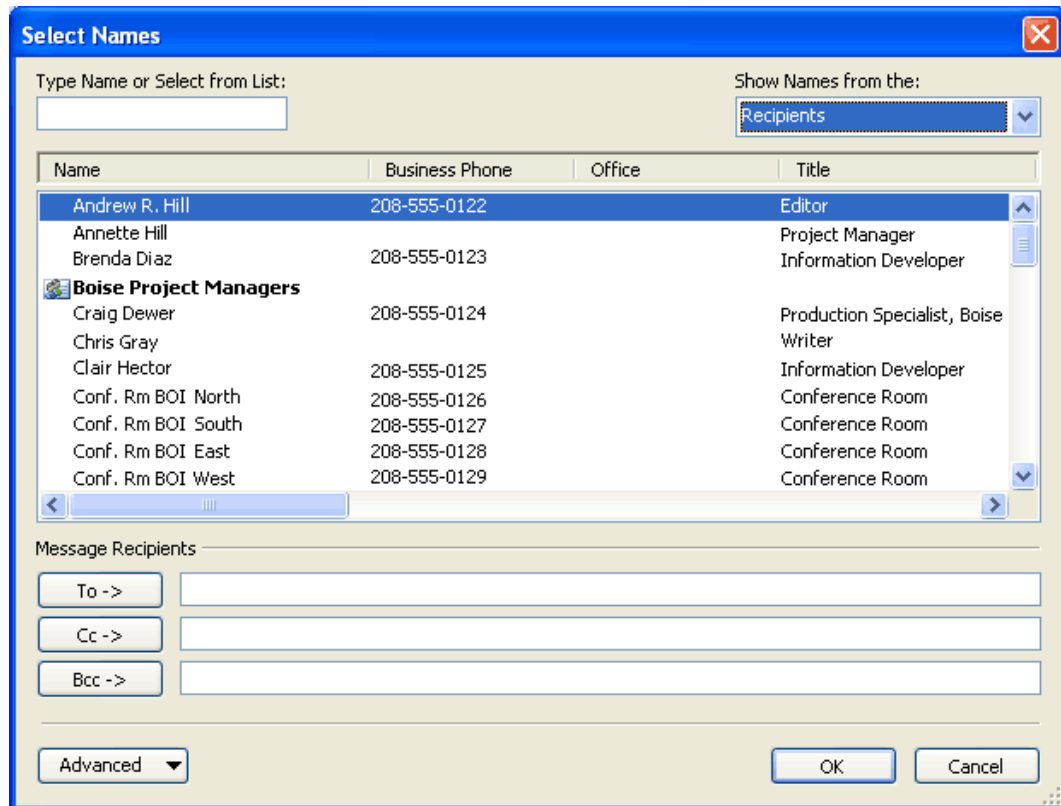 Select Names
Type Name or Select from List:
Show Names from the:
Recipients
Name Business Phone Office Title
Andrew R. Hill 208-555-0122 Editor
Annette Hill Project Manager
Brenda Diaz 208-555-0123 Information Developer
Boise Project Managers
Craig Dewer 208-555-0124 Production Specialist, Boise
Chris Gray Writer
Clair Hector 208-555-0125 Information Developer
Conf. Rm BOI North 208-555-0126 Conference Room
Conf. Rm BOI South 208-555-0127 Conference Room
Conf. Rm BOI East 208-555-0128 Conference Room
Conf. Rm BOI West 208-555-0129 Conference Room
Message Recipients
To ->
Cc ->
Bcc ->
Advanced
OK Cancel